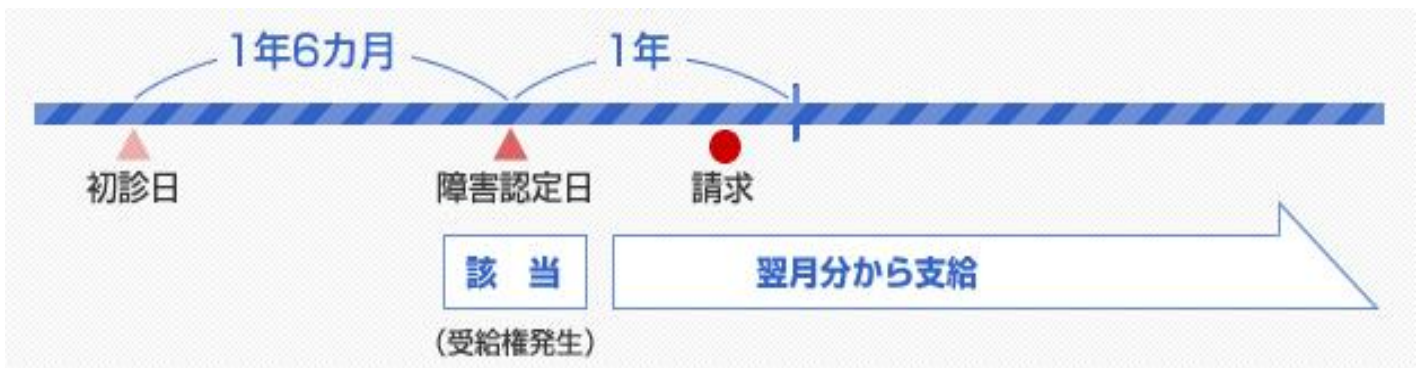 1年6カ月
1年
初診日
障害認定日
請求
該 当
翌月分から支給
（受給権発生）